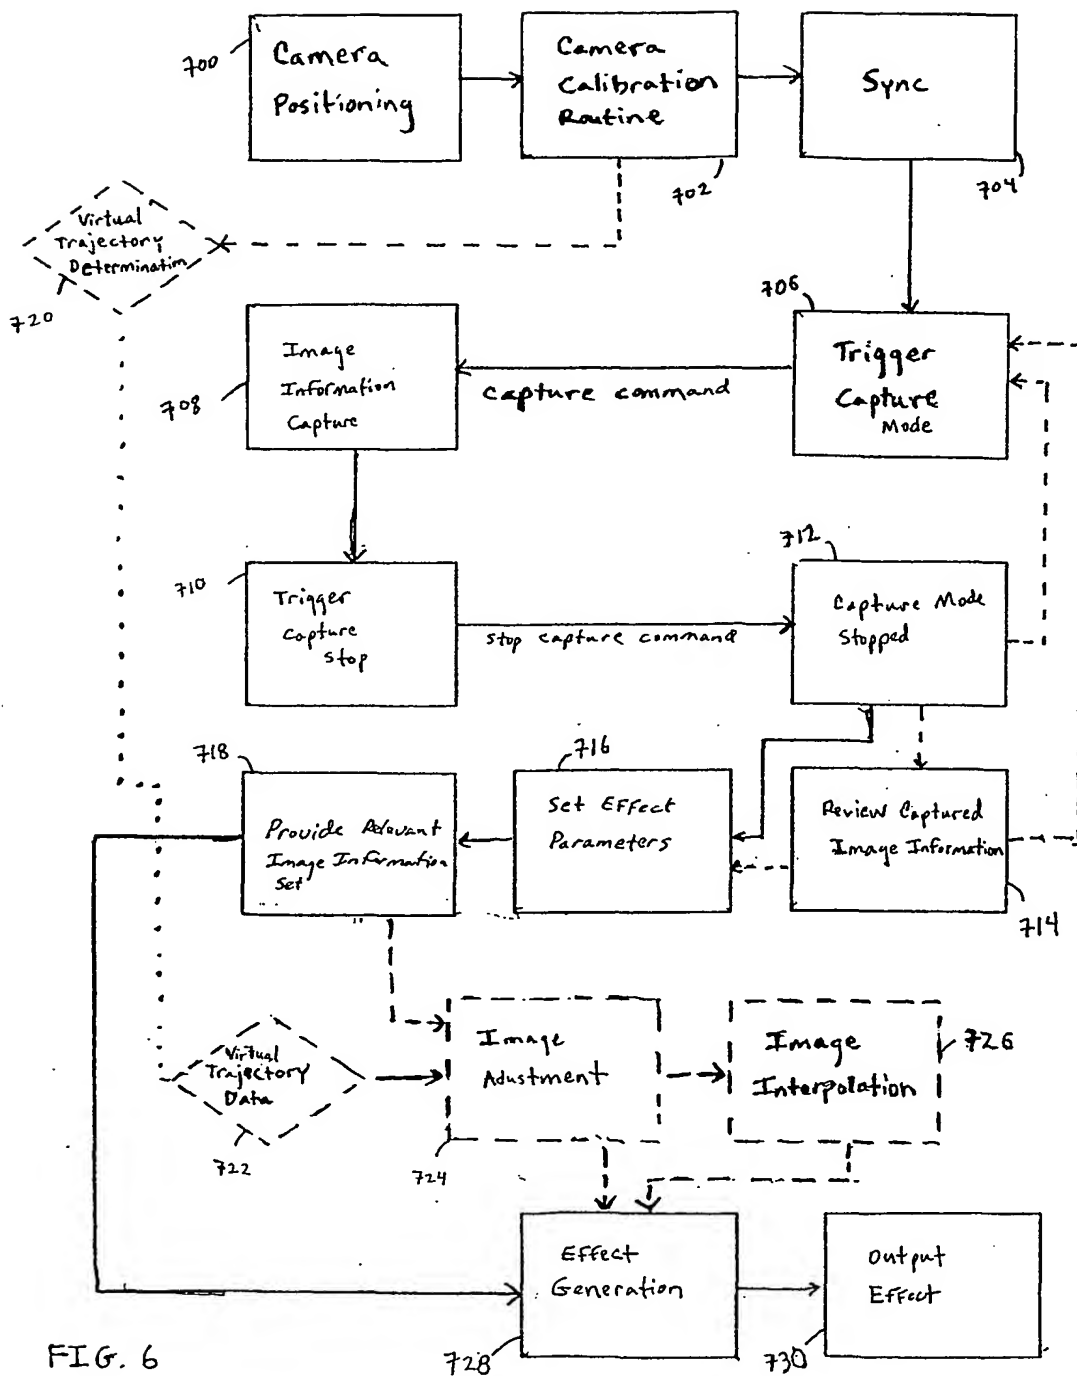 700
Camera
Positioning
Camera
Calibration
Routine
702
Sync
704
Virtual
Trajectory
Determination
720
706
Trigger
Capture
Mode
capture command
Image
Information
Capture
708
710
Trigger
Capture
Stop
stop capture command
712
Capture Mode
Stopped
718
Provide Relevant
Image Information
Set
716
Set Effect
Parameters
Review Captured
Image Information
714
Virtual
Trajectory
Data
722
Image
Adustment
724
Image
Interpolation
726
Effect
Generation
728
Output
Effect
730
FIG. 6